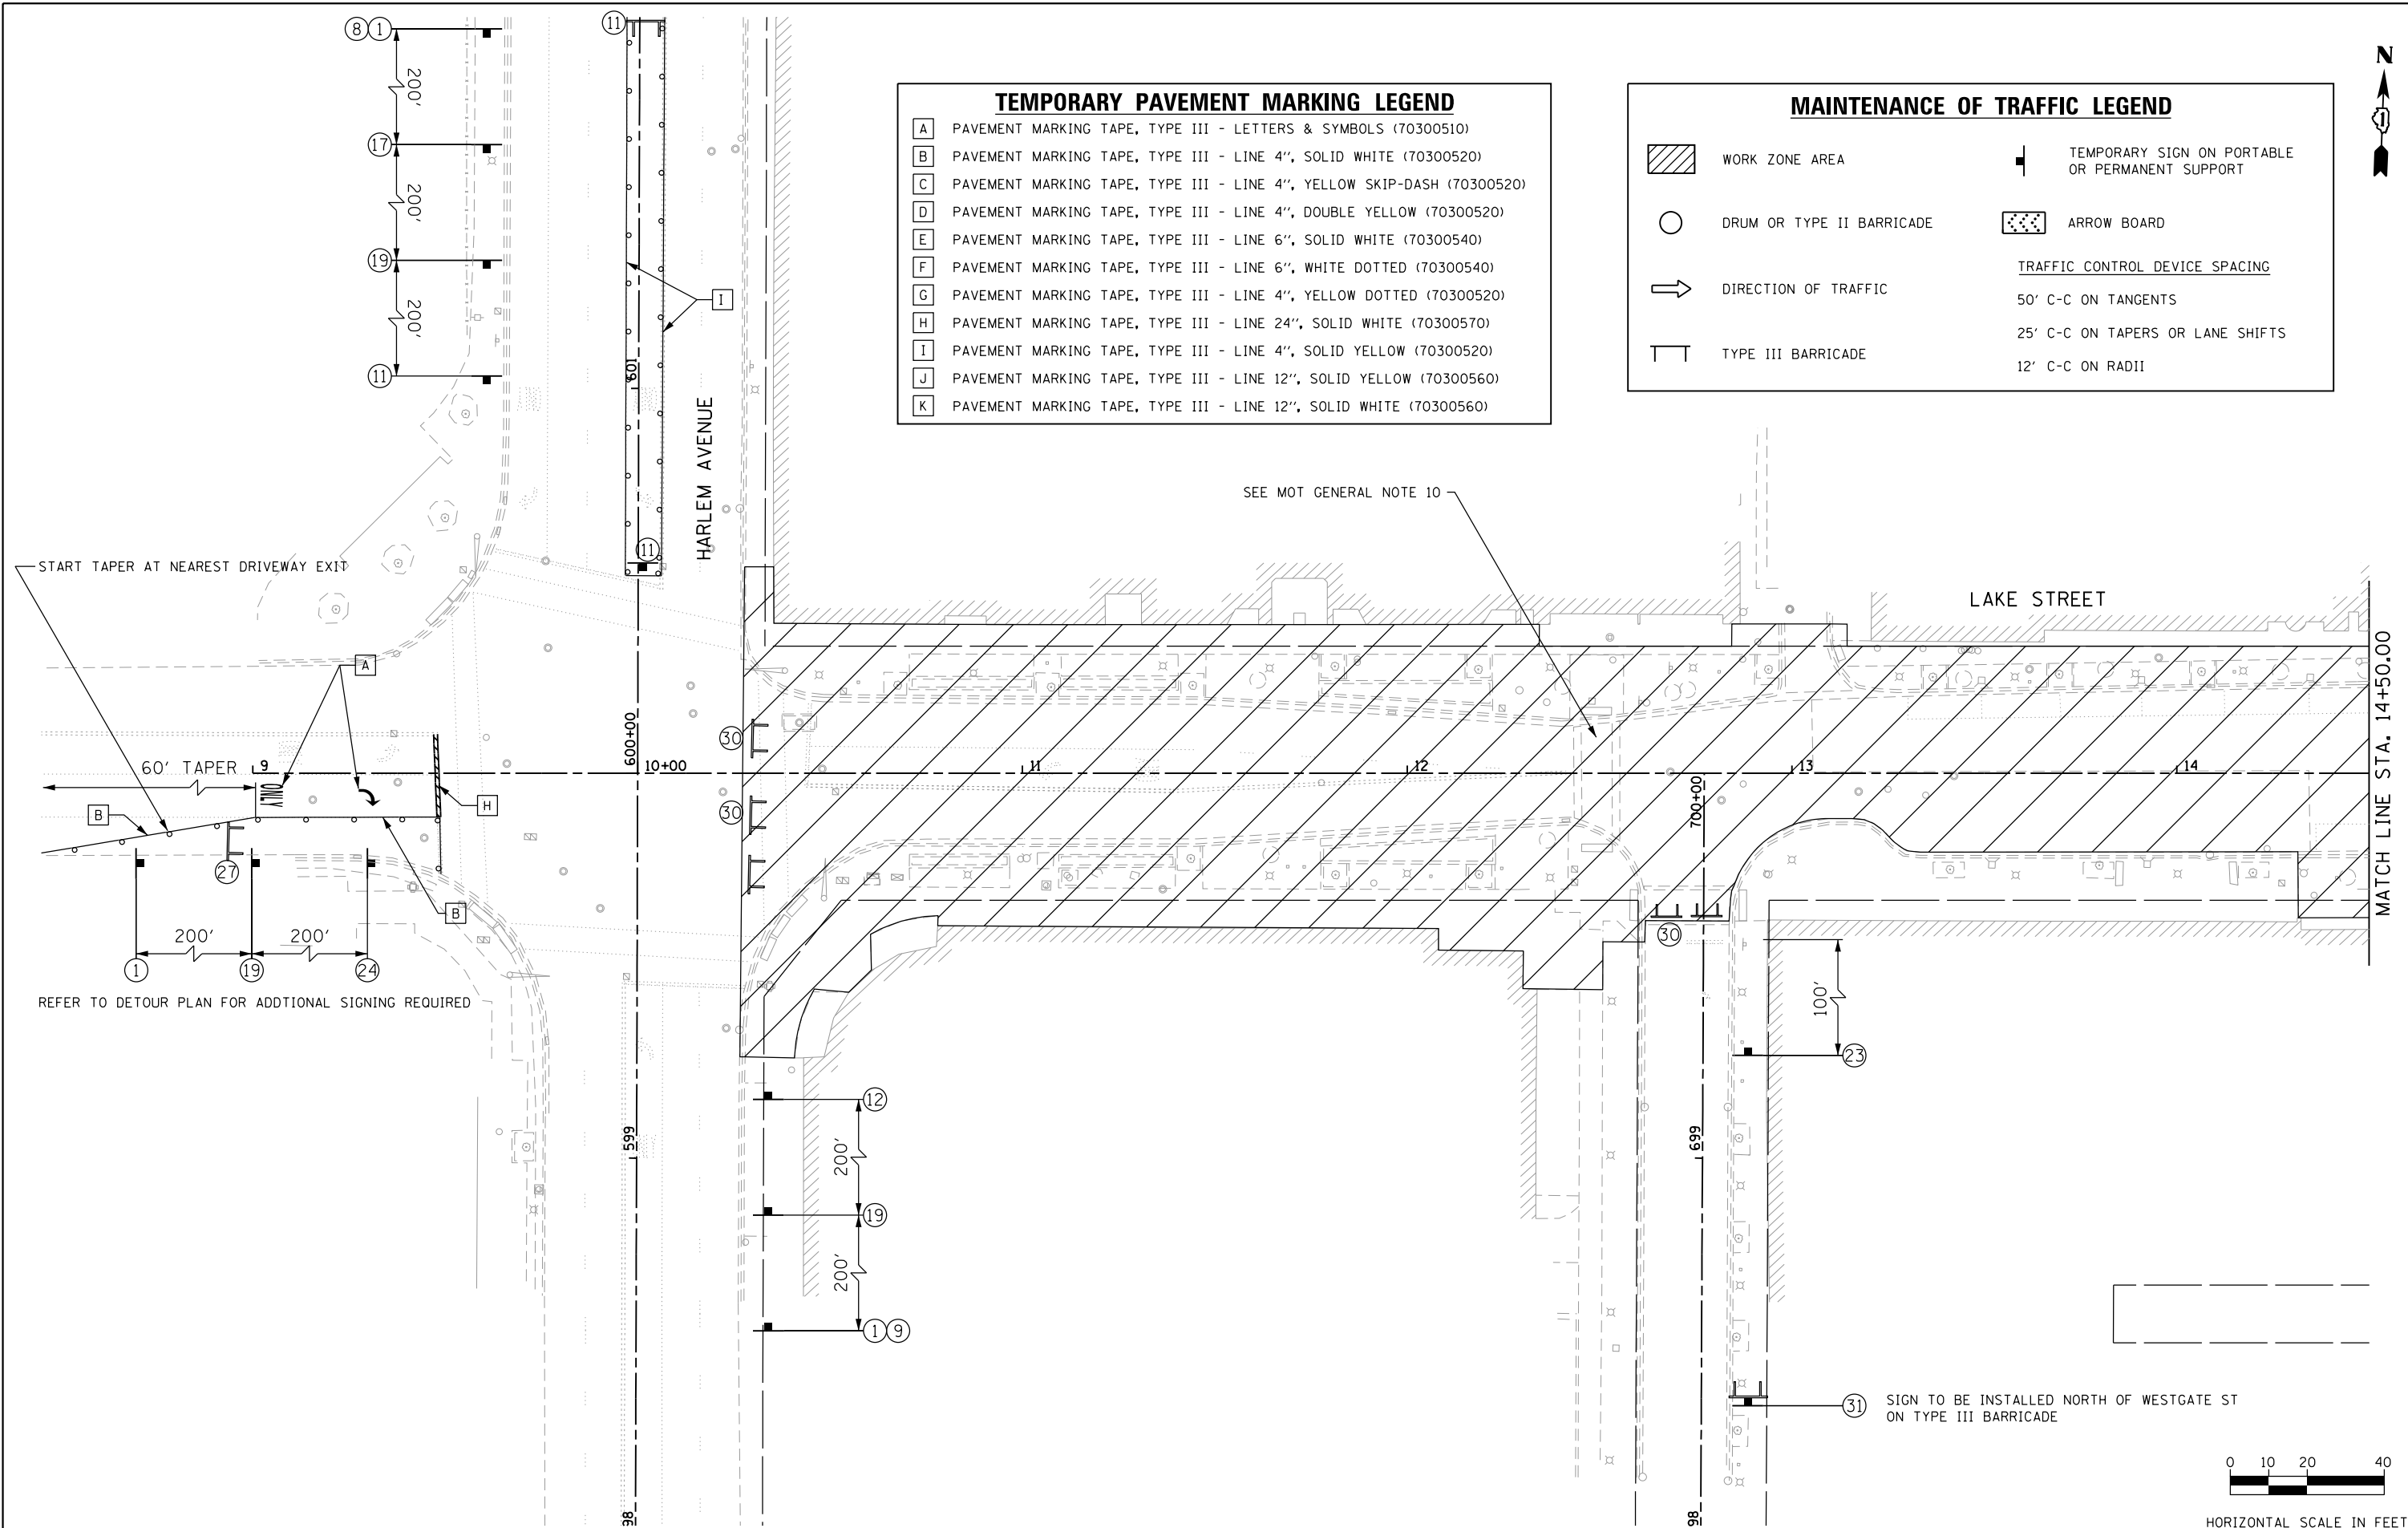 8 1
200'
17
200'
19
200'
11
11
11
I
601
HARLEM AVENUE
TEMPORARY PAVEMENT MARKING LEGEND
A PAVEMENT MARKING TAPE, TYPE III - LETTERS & SYMBOLS (70300510)
B PAVEMENT MARKING TAPE, TYPE III - LINE 4'', SOLID WHITE (70300520)
C PAVEMENT MARKING TAPE, TYPE III - LINE 4'', YELLOW SKIP-DASH (70300520)
D PAVEMENT MARKING TAPE, TYPE III - LINE 4'', DOUBLE YELLOW (70300520)
E PAVEMENT MARKING TAPE, TYPE III - LINE 6'', SOLID WHITE (70300540)
F PAVEMENT MARKING TAPE, TYPE III - LINE 6'', WHITE DOTTED (70300540)
G PAVEMENT MARKING TAPE, TYPE III - LINE 4'', YELLOW DOTTED (70300520)
H PAVEMENT MARKING TAPE, TYPE III - LINE 24'', SOLID WHITE (70300570)
I PAVEMENT MARKING TAPE, TYPE III - LINE 4'', SOLID YELLOW (70300520)
J PAVEMENT MARKING TAPE, TYPE III - LINE 12'', SOLID YELLOW (70300560)
K PAVEMENT MARKING TAPE, TYPE III - LINE 12'', SOLID WHITE (70300560)
MAINTENANCE OF TRAFFIC LEGEND
WORK ZONE AREA
DRUM OR TYPE II BARRICADE
DIRECTION OF TRAFFIC
TYPE III BARRICADE
TEMPORARY SIGN ON PORTABLE
OR PERMANENT SUPPORT
ARROW BOARD
TRAFFIC CONTROL DEVICE SPACING
50' C-C ON TANGENTS
25' C-C ON TAPERS OR LANE SHIFTS
12' C-C ON RADII
N
1
SEE MOT GENERAL NOTE 10
START TAPER AT NEAREST DRIVEWAY EXIT
LAKE STREET
MATCH LINE STA. 14+50.00
A
60' TAPER
9
ONLY
B
H
B
27
200'
200'
1
19
24
REFER TO DETOUR PLAN FOR ADDTIONAL SIGNING REQUIRED
600+00
10+00
11
12
13
14
30
30
700+00
30
100'
23
12
200'
19
200'
1 9
599
98
699
98
31
SIGN TO BE INSTALLED NORTH OF WESTGATE ST
ON TYPE III BARRICADE
0 10 20 40
HORIZONTAL SCALE IN FEET